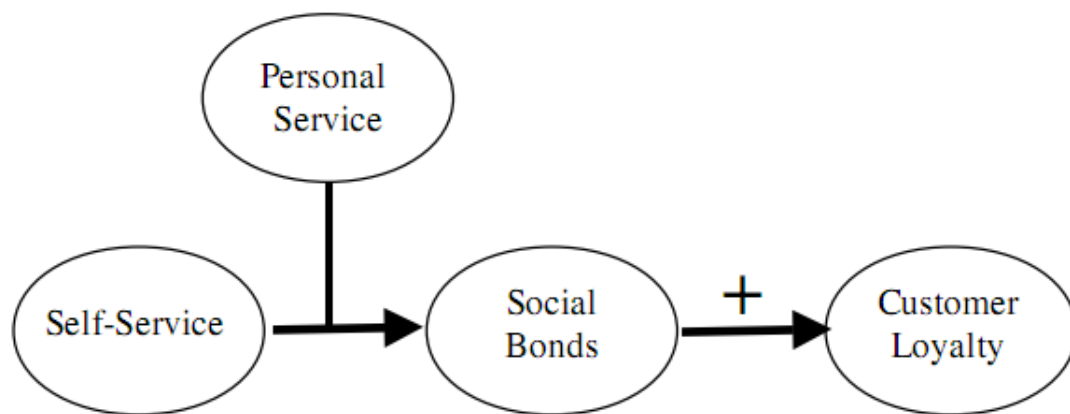 Personal
Service
Self-Service
Social
Bonds
+
Customer
Loyalty